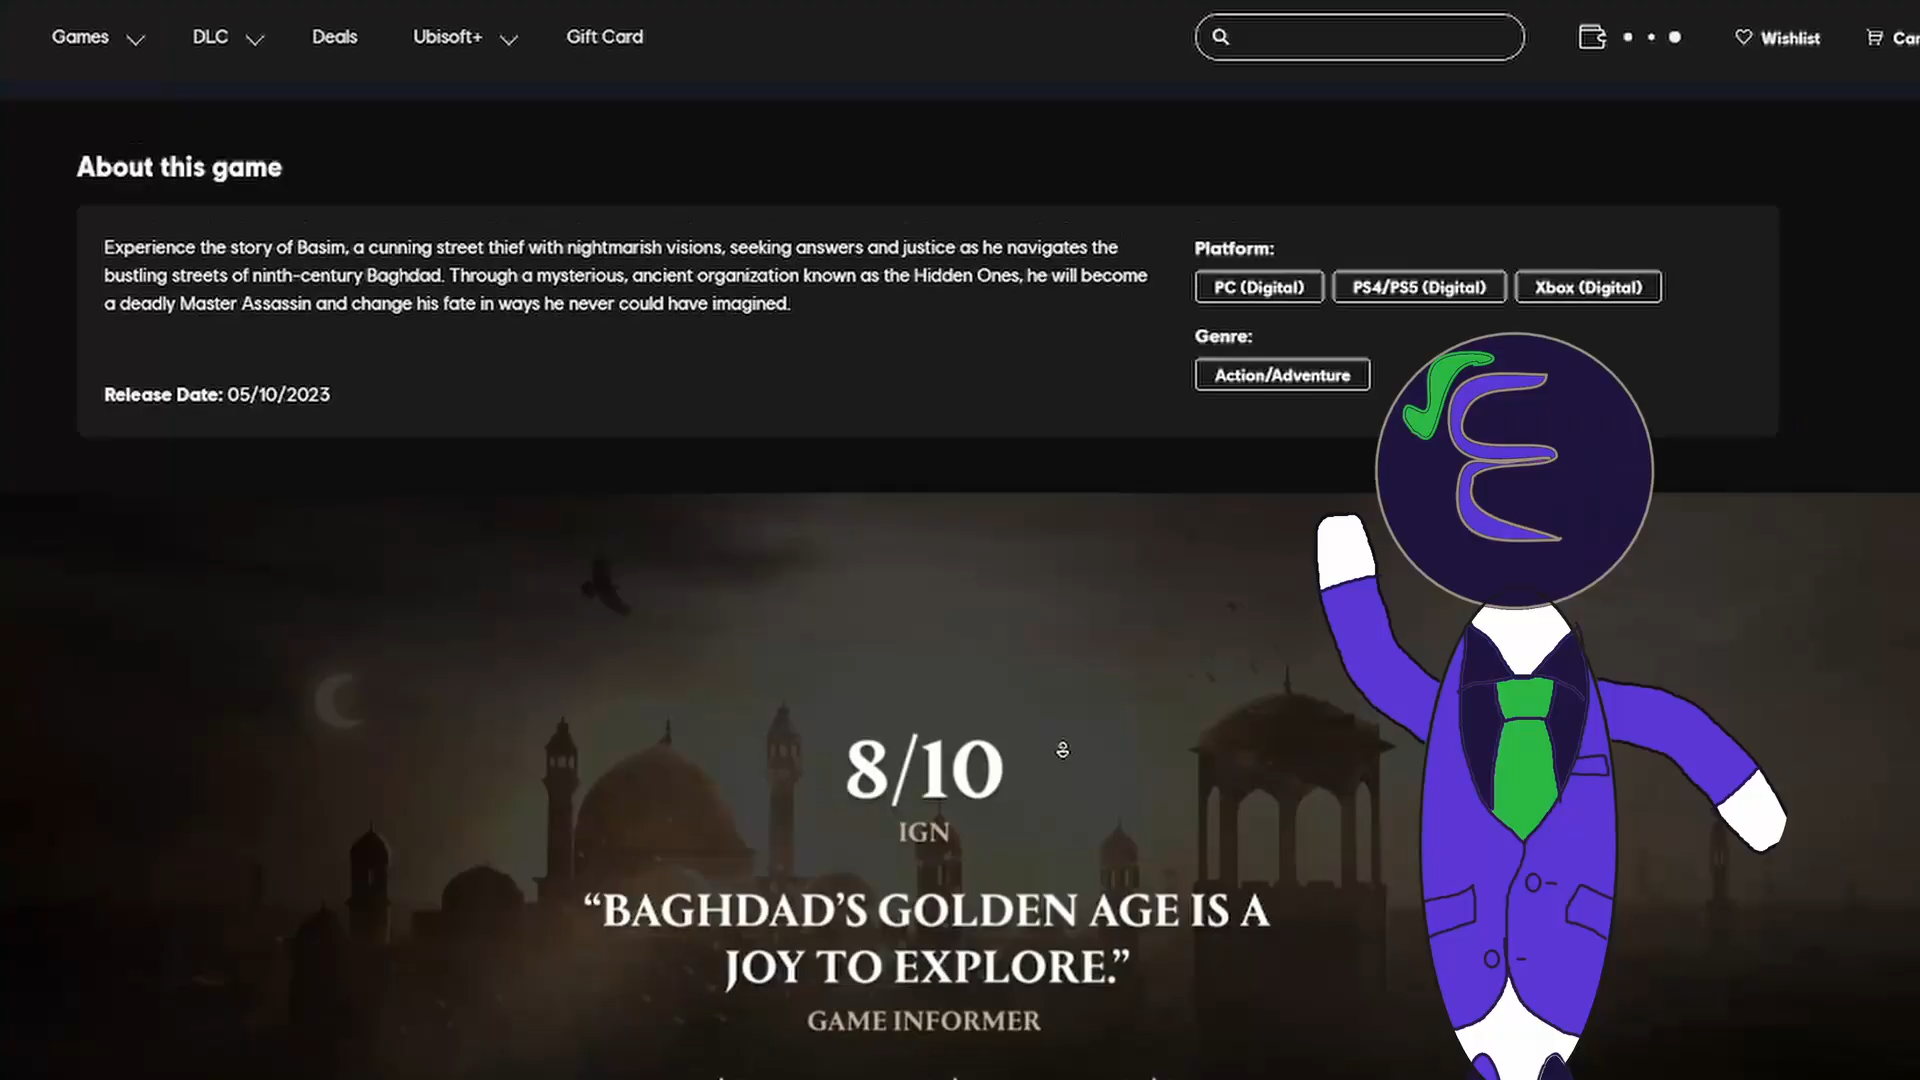 Games
DLC
Deals
Ubisoft+
Gift Card
Wishlist
About this game
Experience the story of Basim, a cunning street thief with nightmarish visions, seeking answers and justice as he navigates the
bustling streets of ninth-century Baghdad. Through a mysterious, ancient organization known as the Hidden Ones, he will become
a deadly Master Assassin and change his fate in ways he never could have imagined.
Release Date: 05/10/2023
Platform:
PC (Digital)
PS4/PS5 (Digital)
Xbox (Digital)
Genre:
Action/Adventure
8/10
IGN
“BAGHDAD’S GOLDEN AGE IS A
JOY TO EXPLORE.”
GAME INFORMER